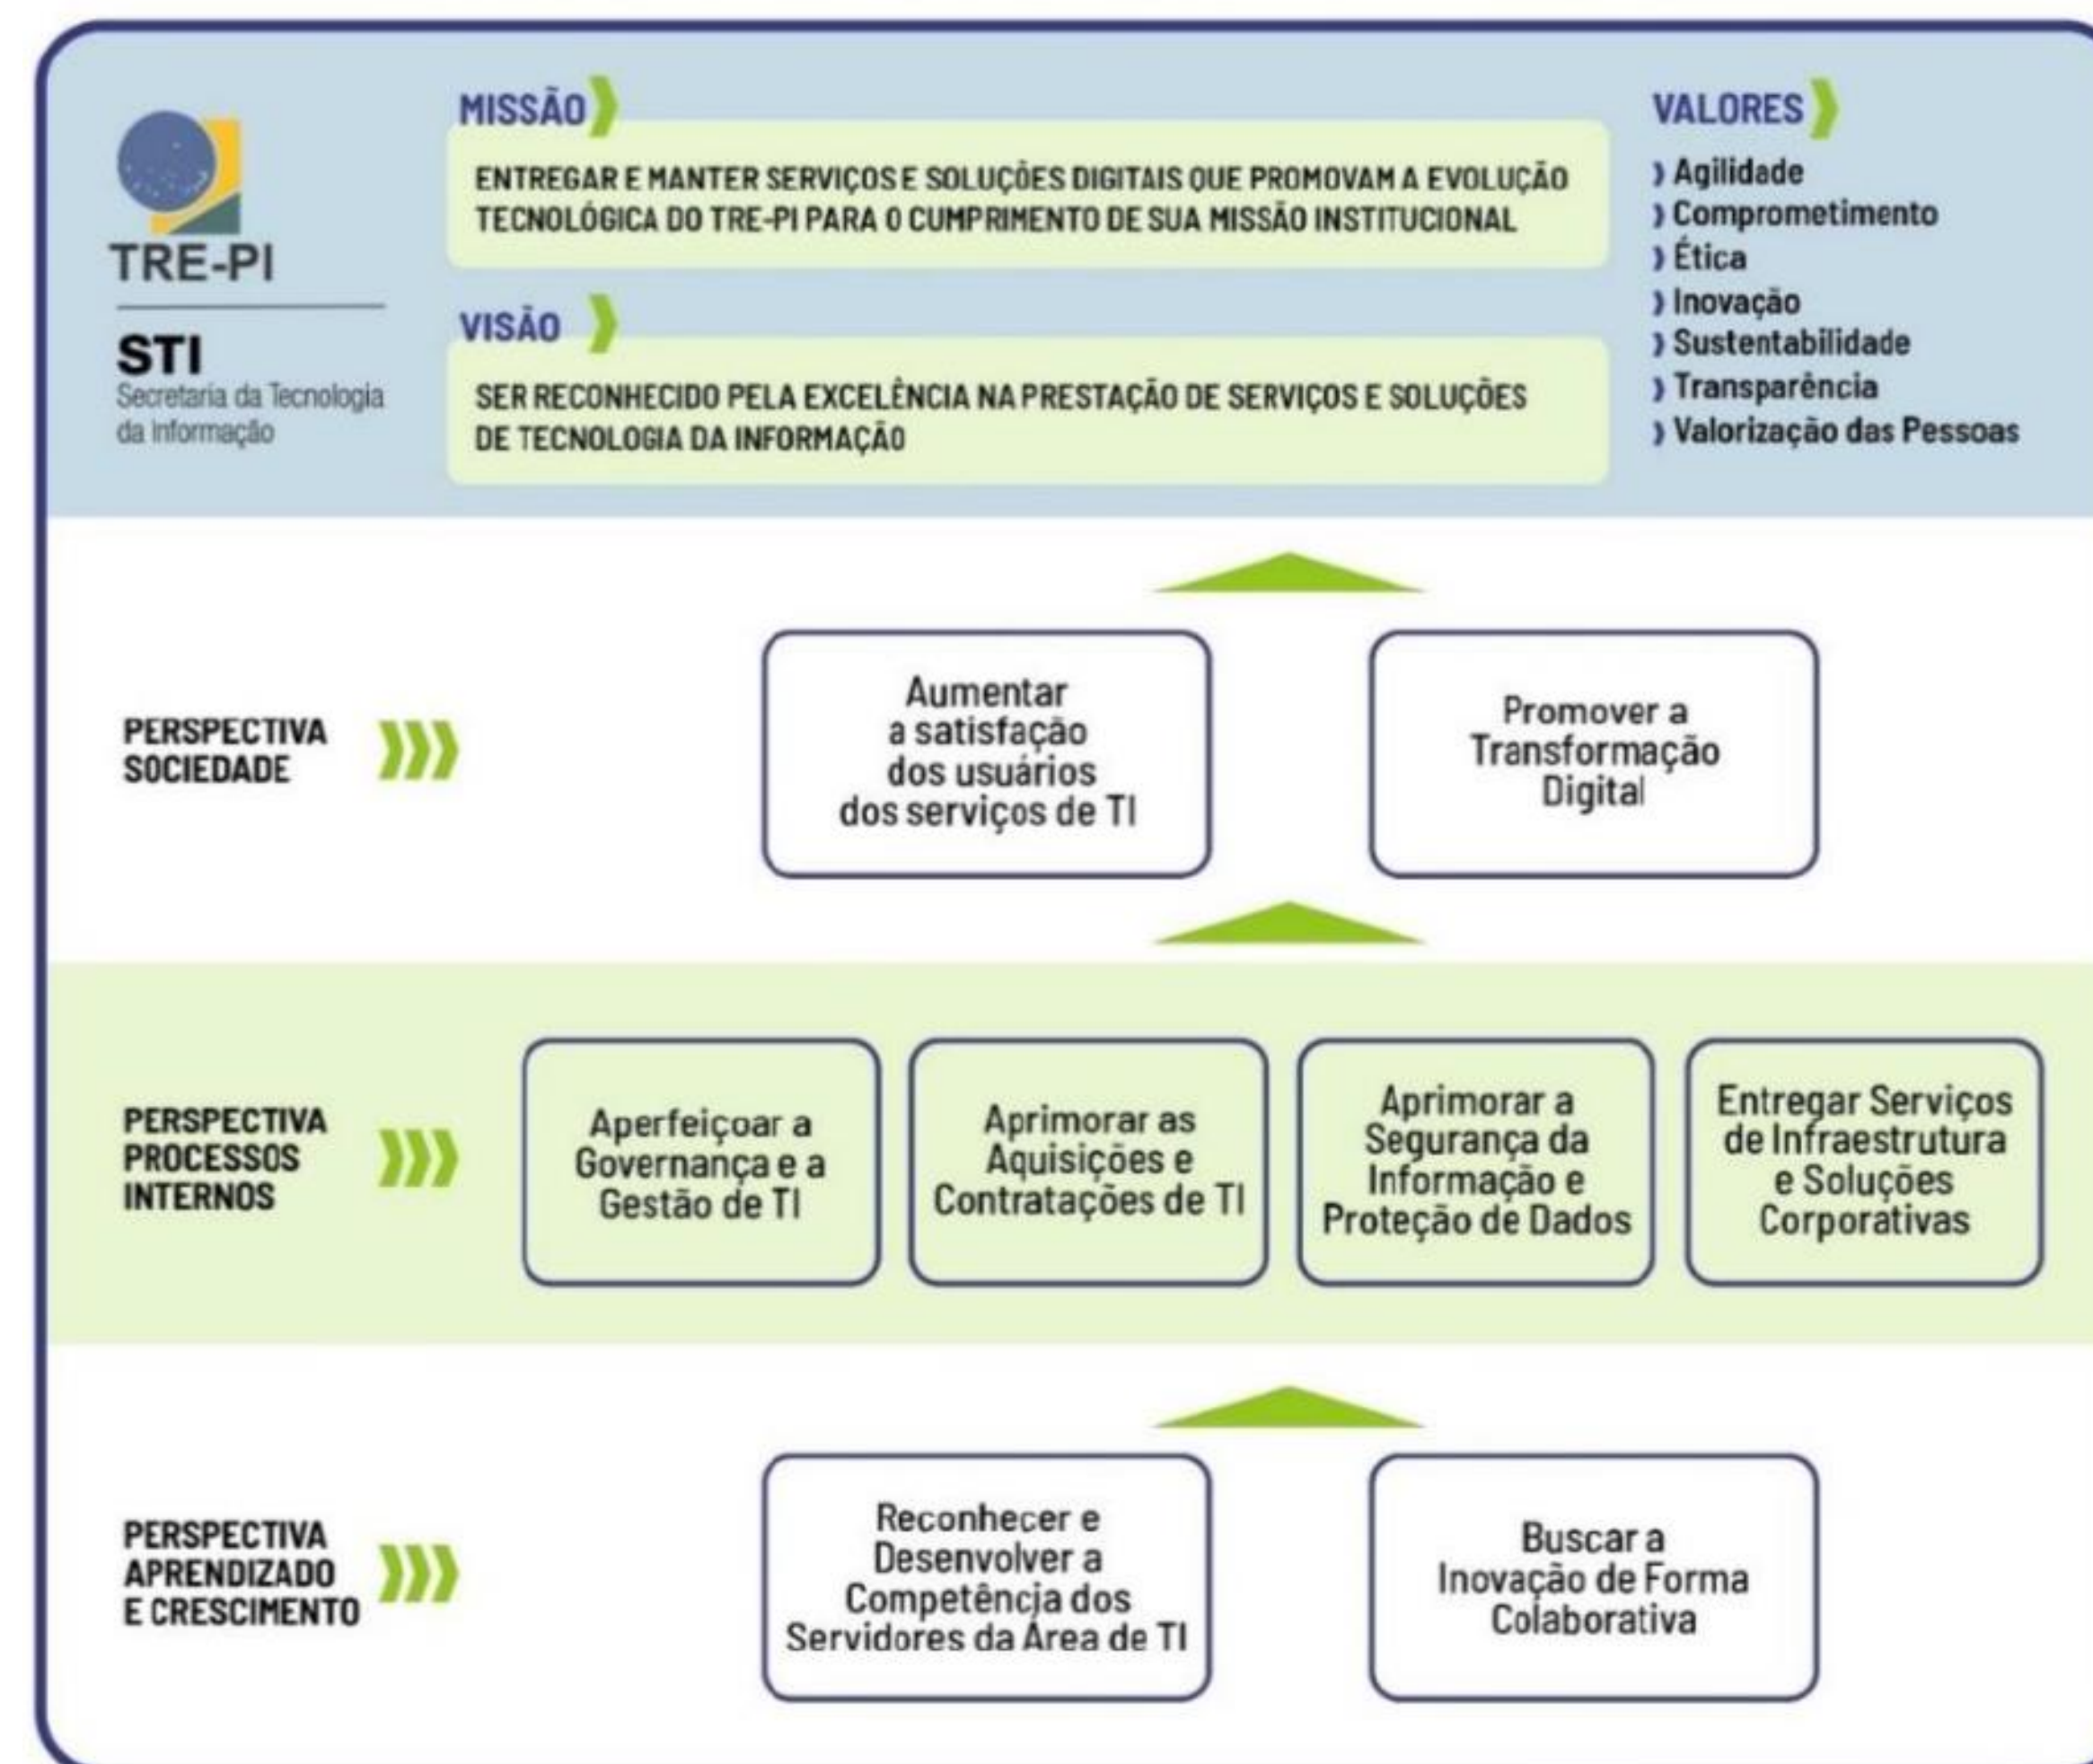 TRE-PI
STI
Secretaria da Tecnologia
da Informação
MISSÃO
ENTREGAR E MANTER SERVIÇOS E SOLUÇÕES DIGITAIS QUE PROMOVAM A EVOLUÇÃO
TECNOLÓGICA DO TRE-PI PARA O CUMPRIMENTO DE SUA MISSÃO INSTITUCIONAL
VISÃO
SER RECONHECIDO PELA EXCELÊNCIA NA PRESTAÇÃO DE SERVIÇOS E SOLUÇÕES
DE TECNOLOGIA DA INFORMAÇÃO
VALORES
Agilidade
Comprometimento
Ética
Inovação
Sustentabilidade
Transparência
Valorização das Pessoas
PERSPECTIVA
SOCIEDADE
Aumentar
a satisfação
dos usuários
dos serviços de TI
Promover a
Transformação
Digital
PERSPECTIVA
PROCESSOS
INTERNOS
Aperfeiçoar a
Governança e a
Gestão de TI
Aprimorar as
Aquisições e
Contratações de TI
Aprimorar a
Segurança da
Informação e
Proteção de Dados
Entregar Serviços
de Infraestrutura
e Soluções
Corporativas
PERSPECTIVA
APRENDIZADO
E CRESCIMENTO
Reconhecer e
Desenvolver a
Competência dos
Servidores da Área de TI
Buscar a
Inovação de Forma
Colaborativa